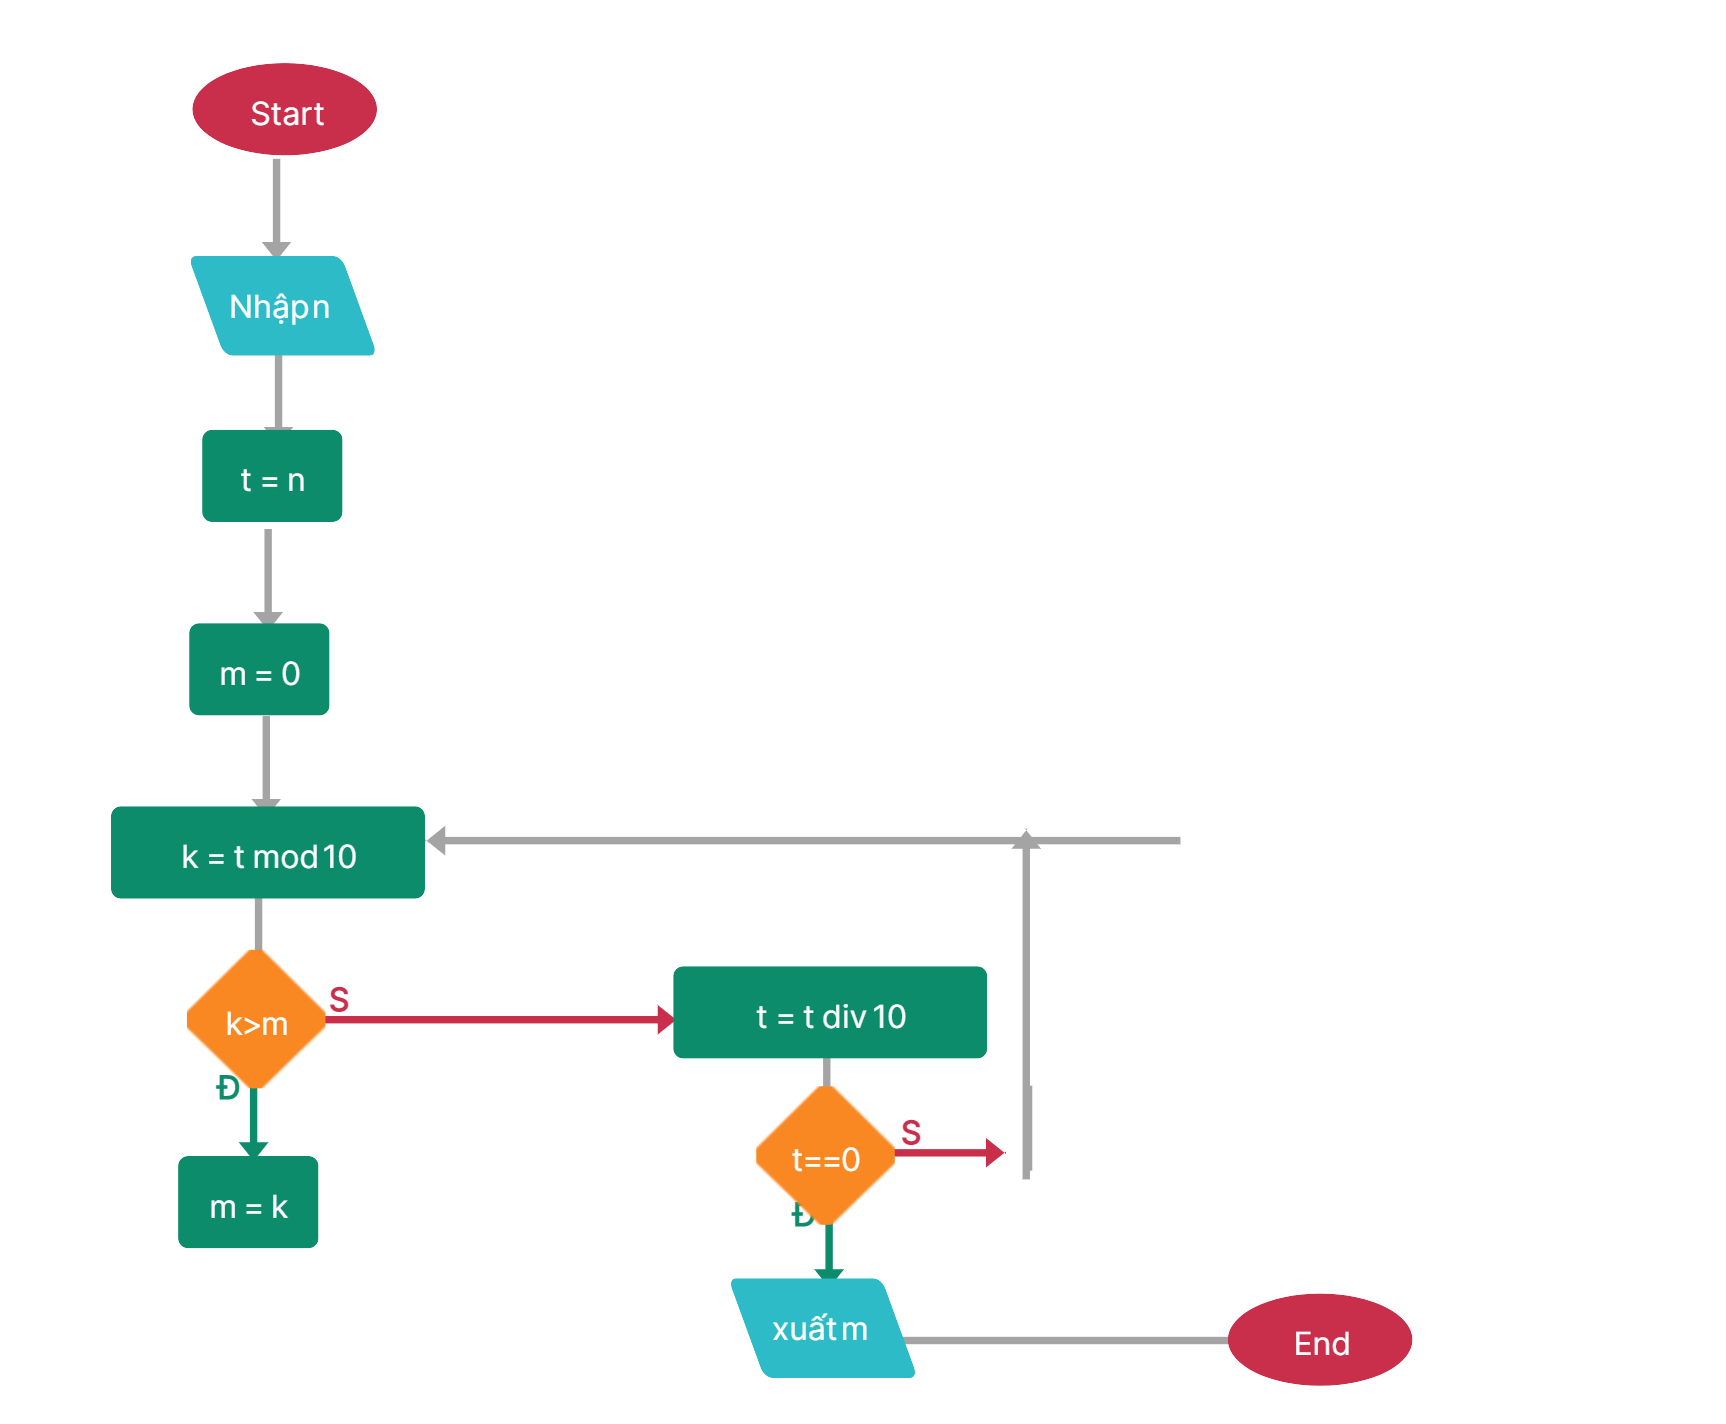 Start
Nhập n
t = n
m = 0
k = t mod 10
k>m
S
t = t div 10
Đ
m = k
t==0
S
Đ
xuất m
End